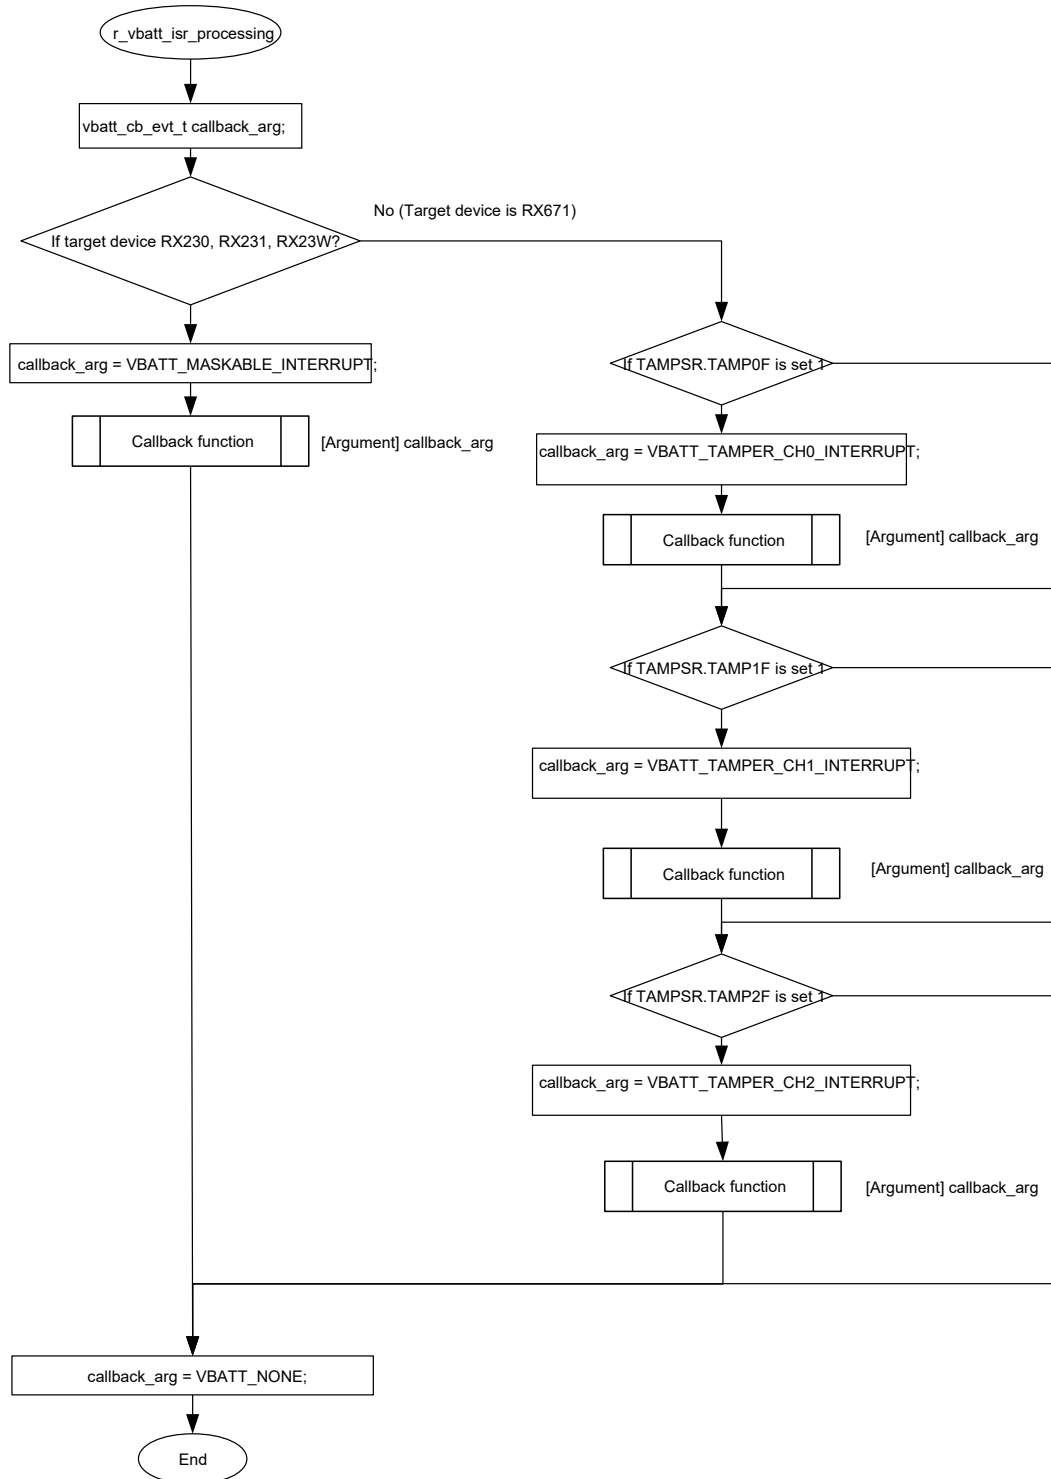 r_vbatt_isr_processing
vbatt_cb_evt_t callback_arg;
No (Target device is RX671)
If target device RX230, RX231, RX23W?
callback_arg = VBATT_MASKABLE_INTERRUPT;
Callback function
[Argument] callback_arg
If TAMPSR.TAMP0F is set 1
callback_arg = VBATT_TAMPER_CH0_INTERRUPT;
Callback function
[Argument] callback_arg
If TAMPSR.TAMP1F is set 1
callback_arg = VBATT_TAMPER_CH1_INTERRUPT;
Callback function
[Argument] callback_arg
If TAMPSR.TAMP2F is set 1
callback_arg = VBATT_TAMPER_CH2_INTERRUPT;
Callback function
[Argument] callback_arg
callback_arg = VBATT_NONE;
End